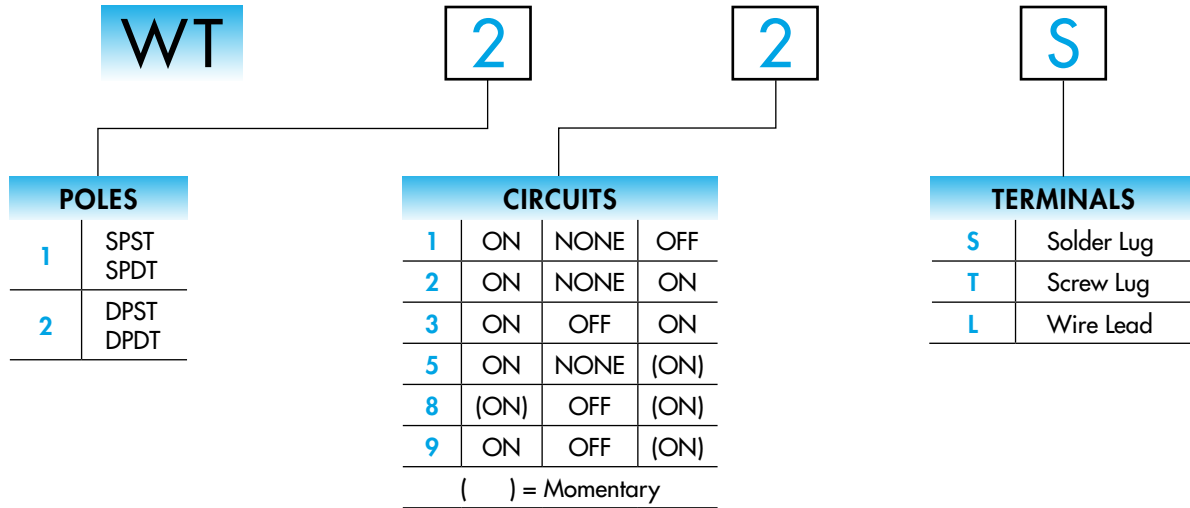 WT 2 2 S
POLES
1 SPST
SPDT
2 DPST
DPDT
CIRCUITS
1 ON NONE OFF
2 ON NONE ON
3 ON OFF ON
5 ON NONE (ON)
8 (ON) OFF (ON)
9 ON OFF (ON)
( ) = Momentary
TERMINALS
S Solder Lug
T Screw Lug
L Wire Lead